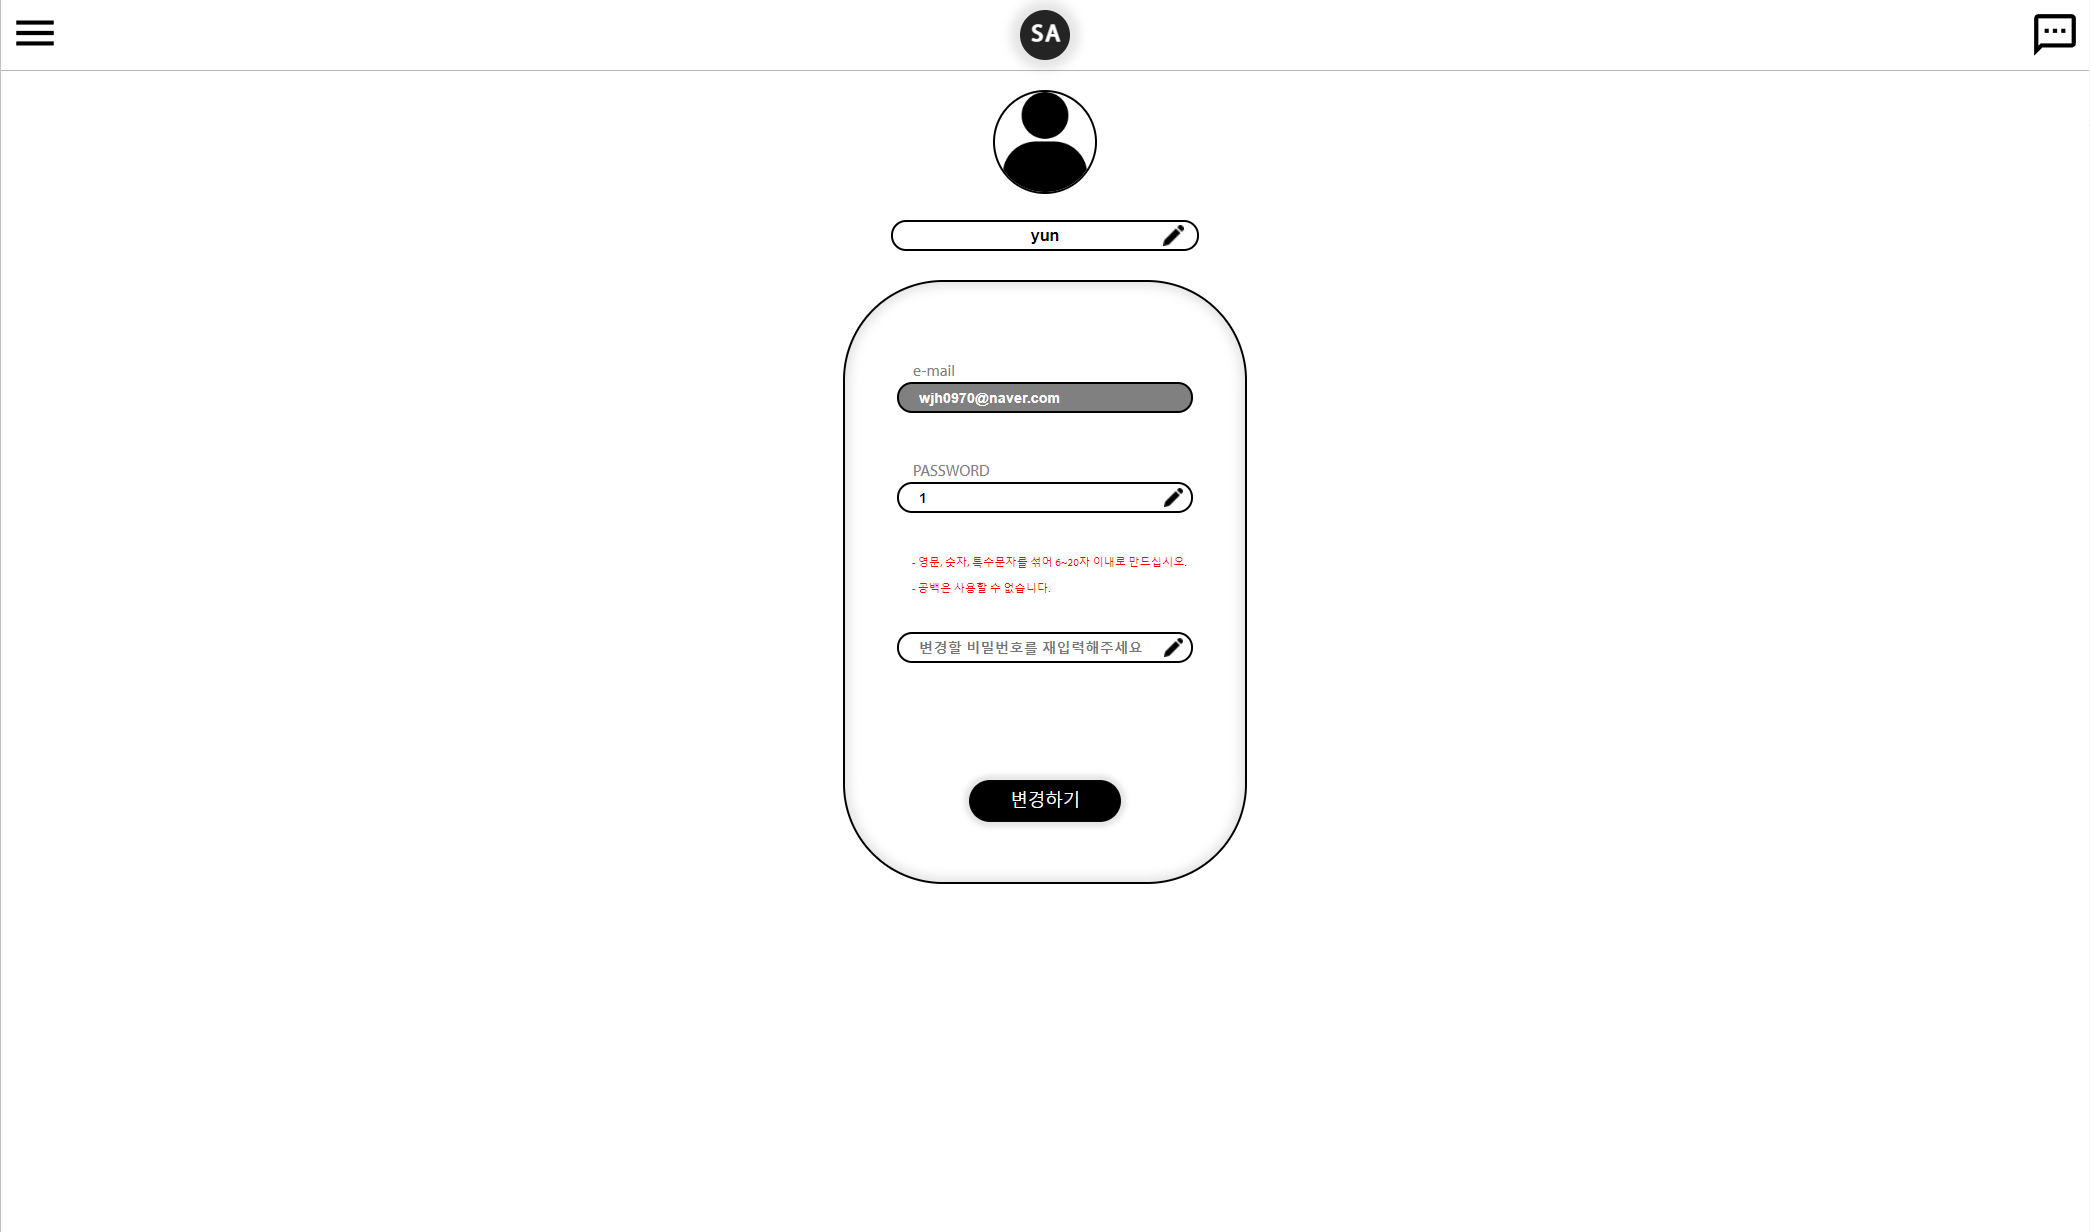 SA
yun
e-mail
wjh0970@naver.com
PASSWORD
1
- 영문, 숫자, 특수문자를 섞어 6~20자 이내로 만드십시오.
- 공백은 사용할 수 없습니다.
변경할 비밀번호를 재입력해주세요
변경하기